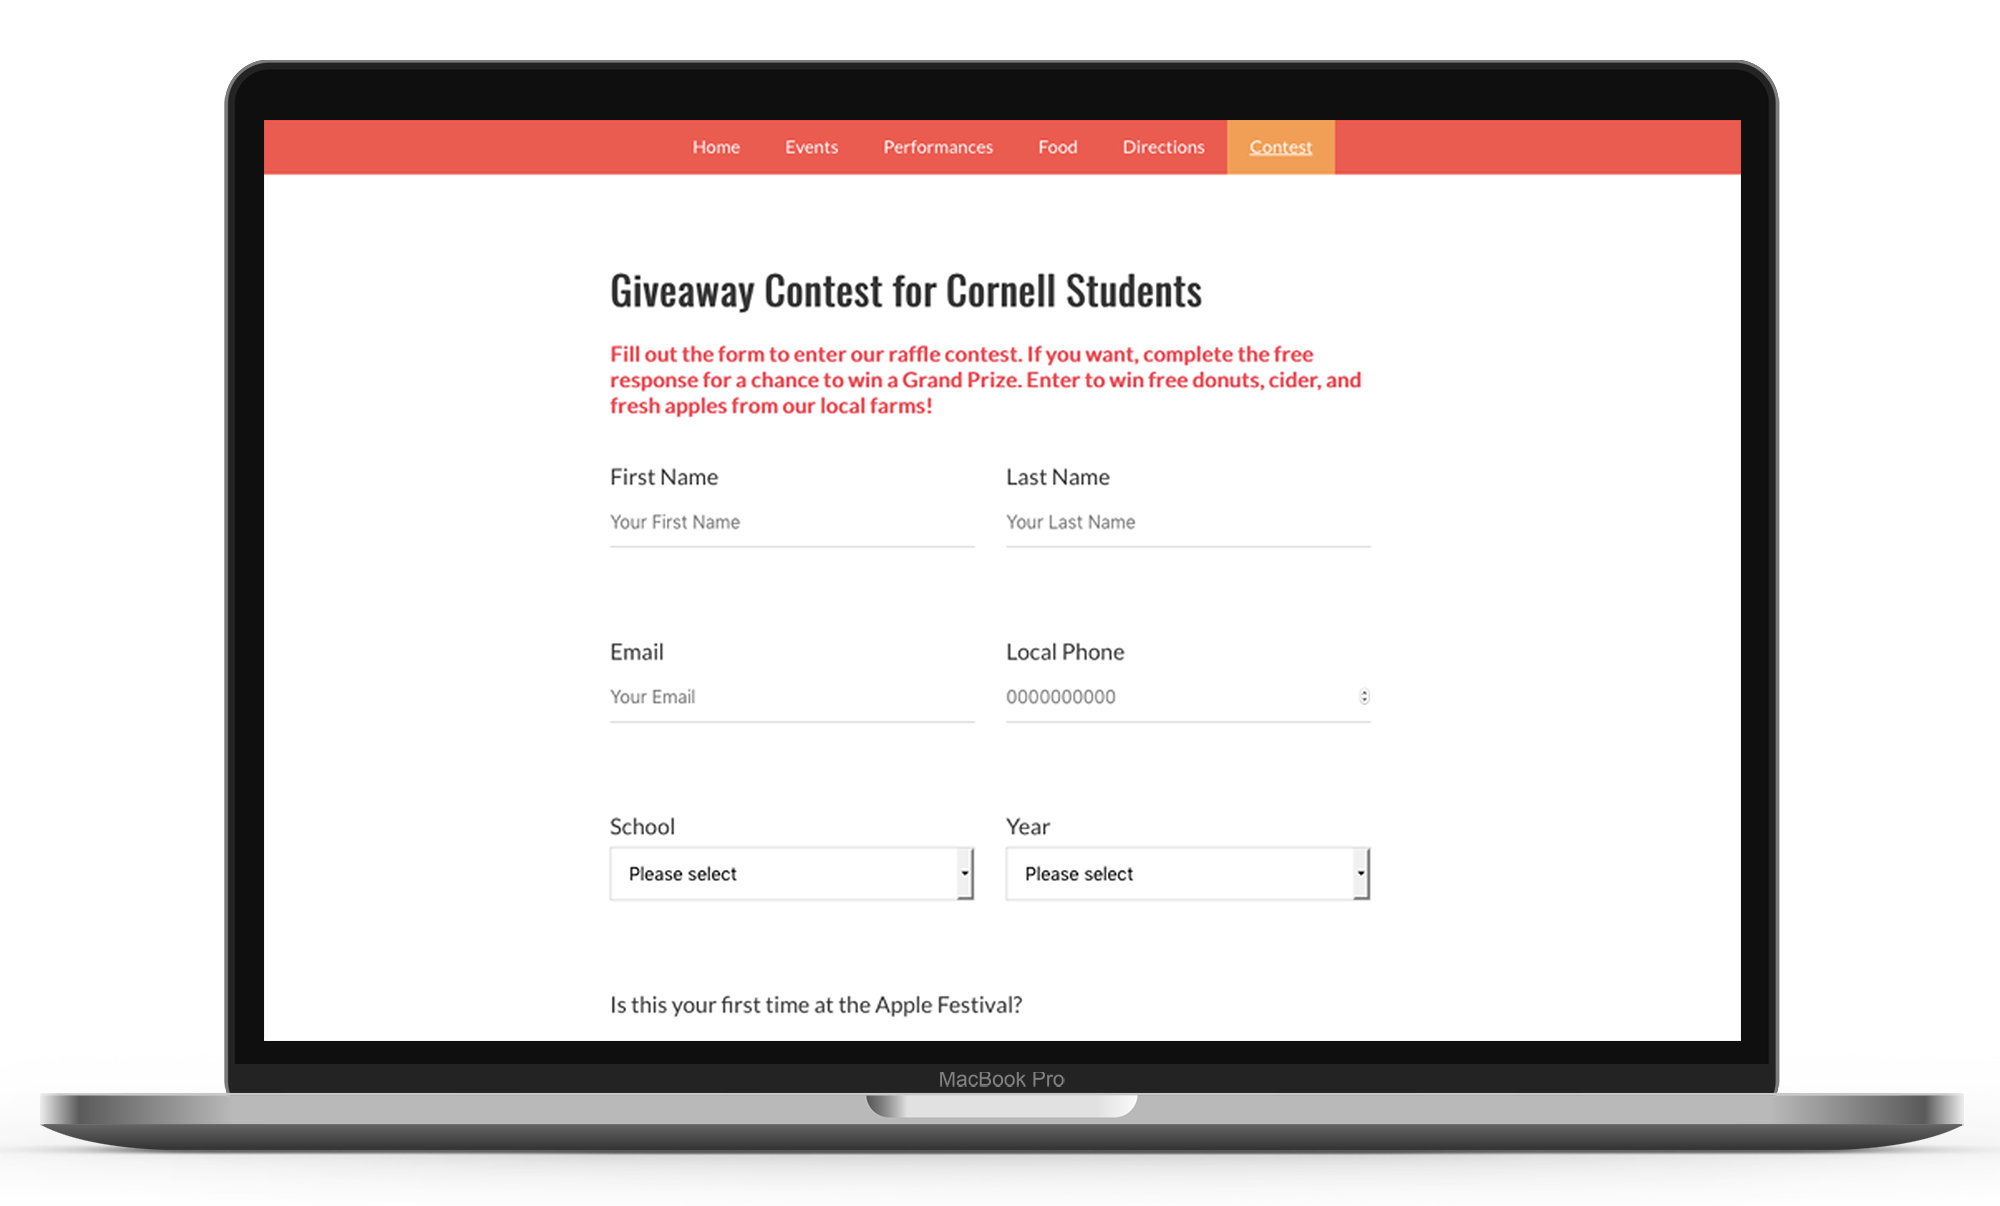 Home Events Performances Food Directions Contest
Giveaway Contest for Cornell Students
Fill out the form to enter our raffle contest. If you want, complete the free
response for a chance to win a Grand Prize. Enter to win free donuts, cider, and
fresh apples from our local farms!
First Name Last Name
Your First Name Your Last Name
Email Local Phone
Your Email 0000000000
School Year
Please select Please select
Is this your first time at the Apple Festival?
MacBook Pro